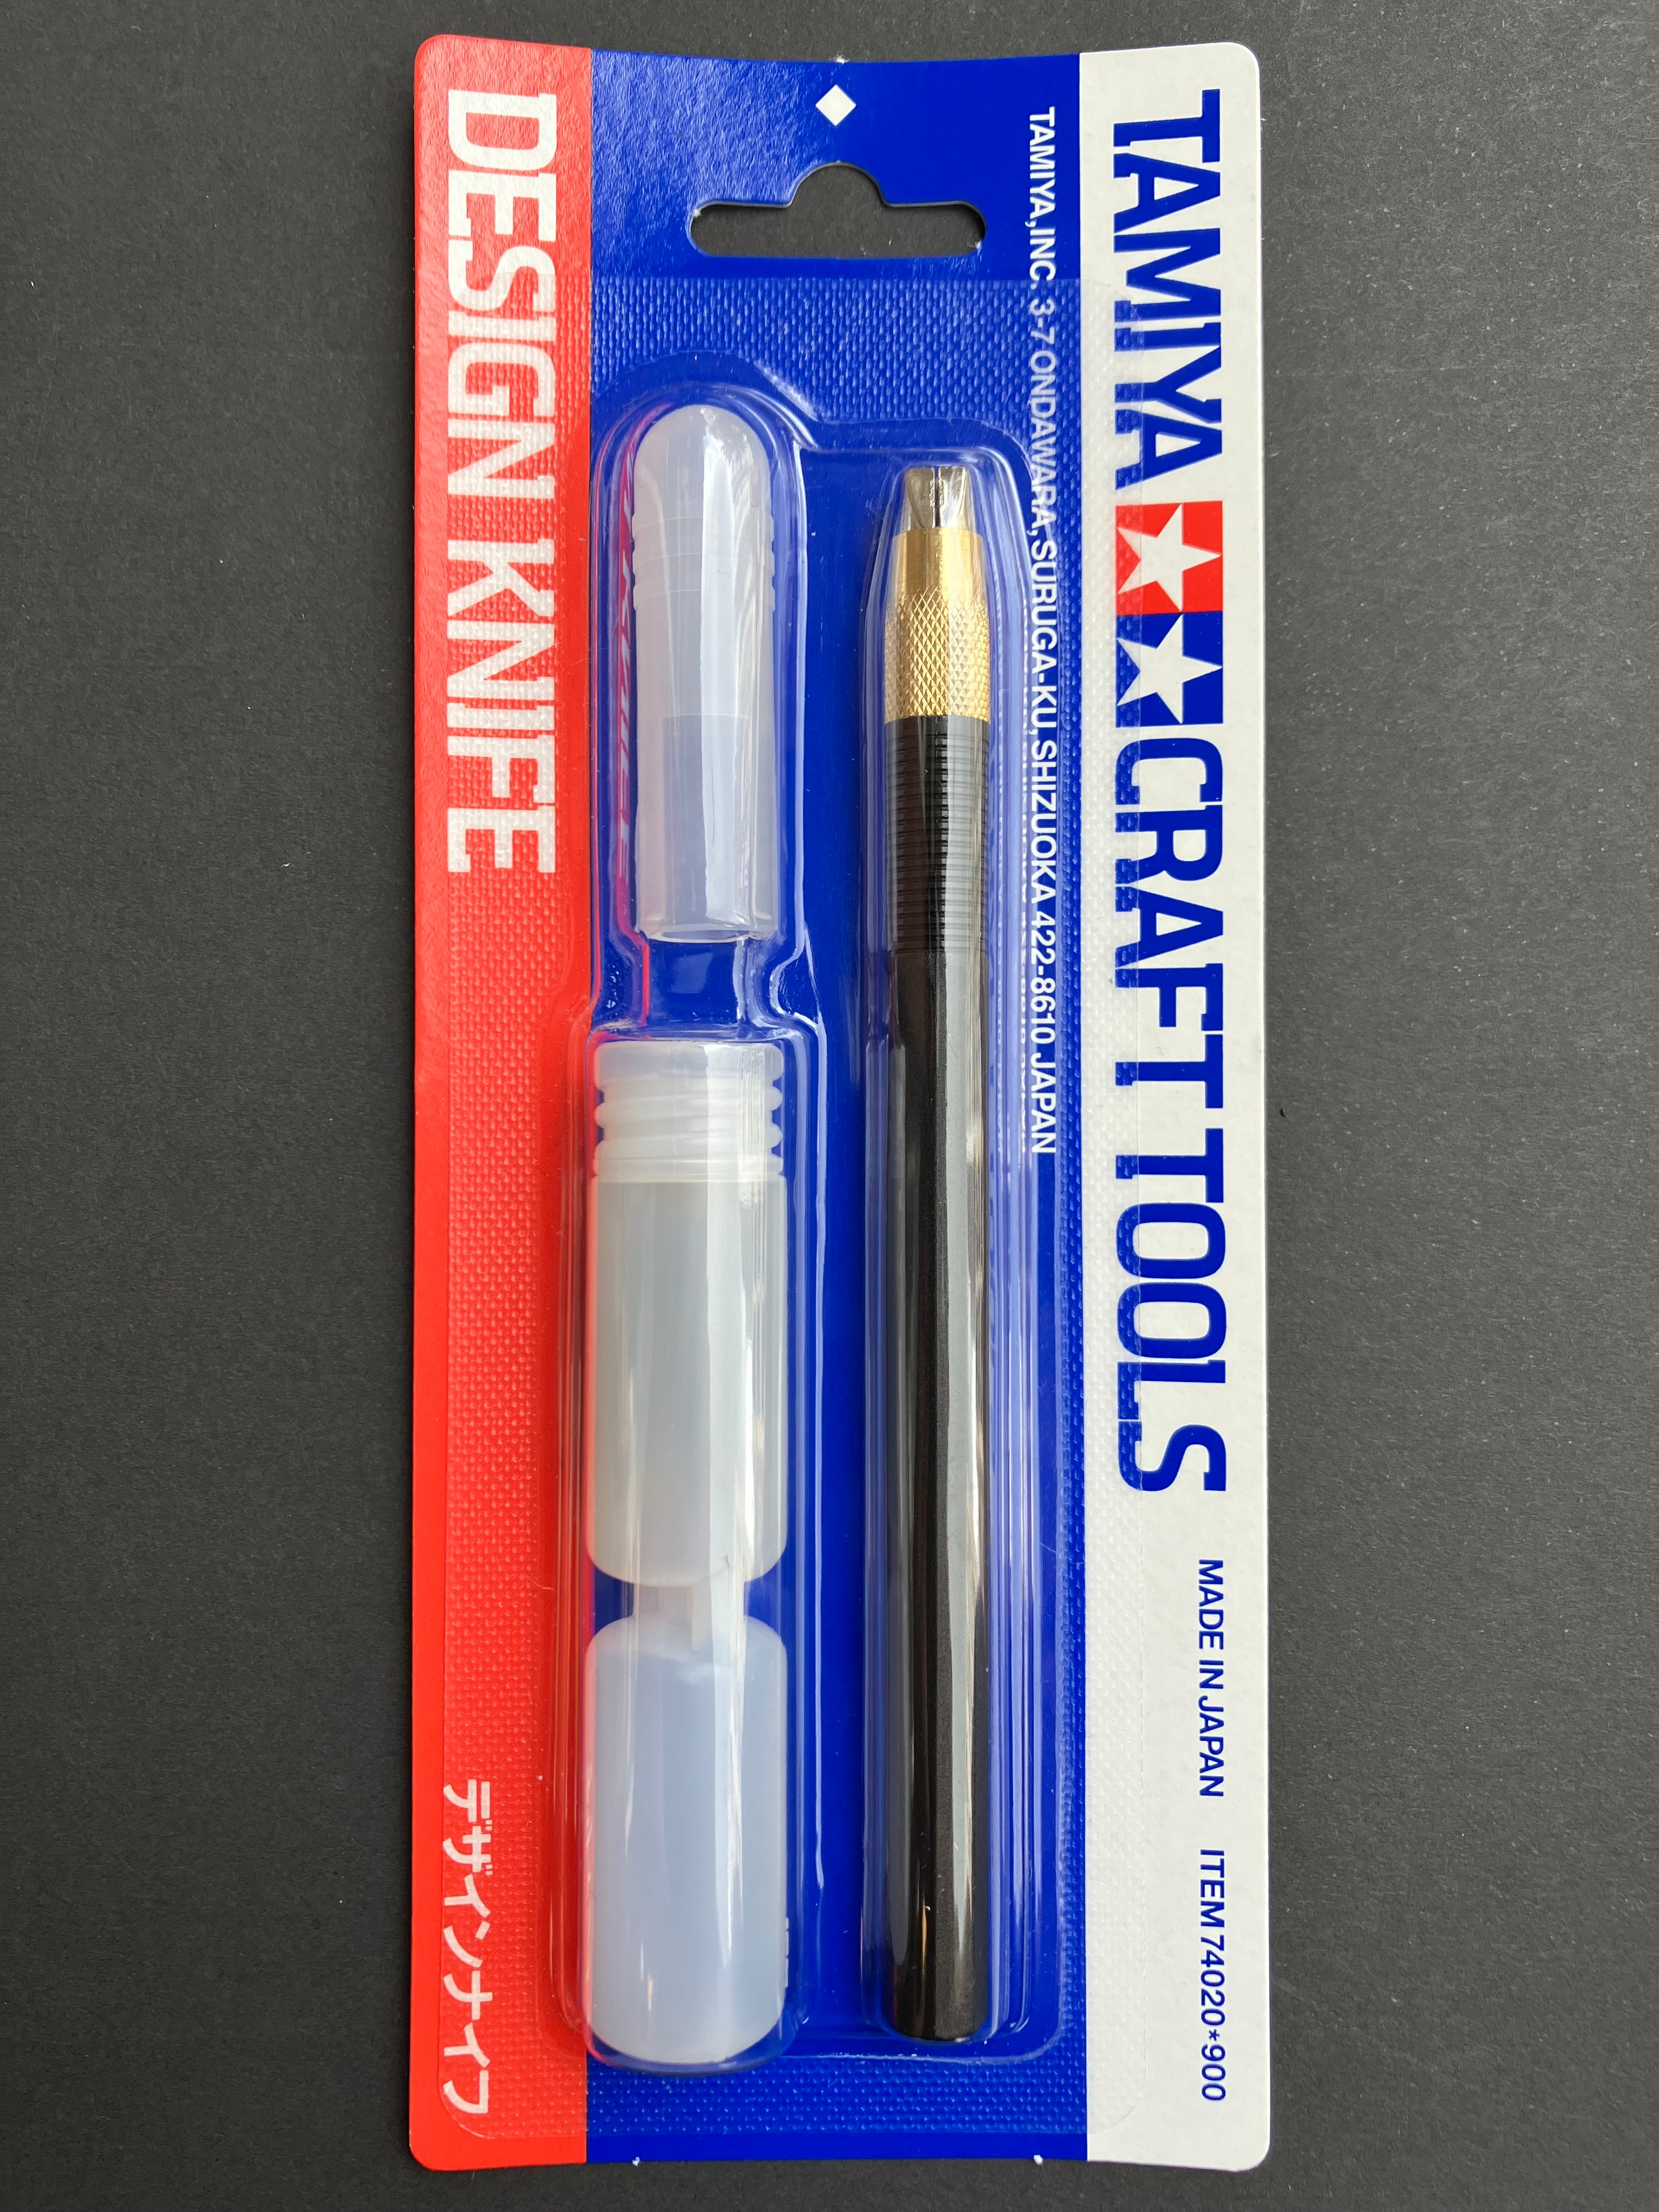 TAMIYA CRAFT TOOLS MADE IN JAPAN ITEM 74020*900
TAMIYA,INC. 3-7 ONDAWARA,SURUGA-KU,SHIZUOKA 422-8610 JAPAN
DESIGN KNIFE デザインナイフ